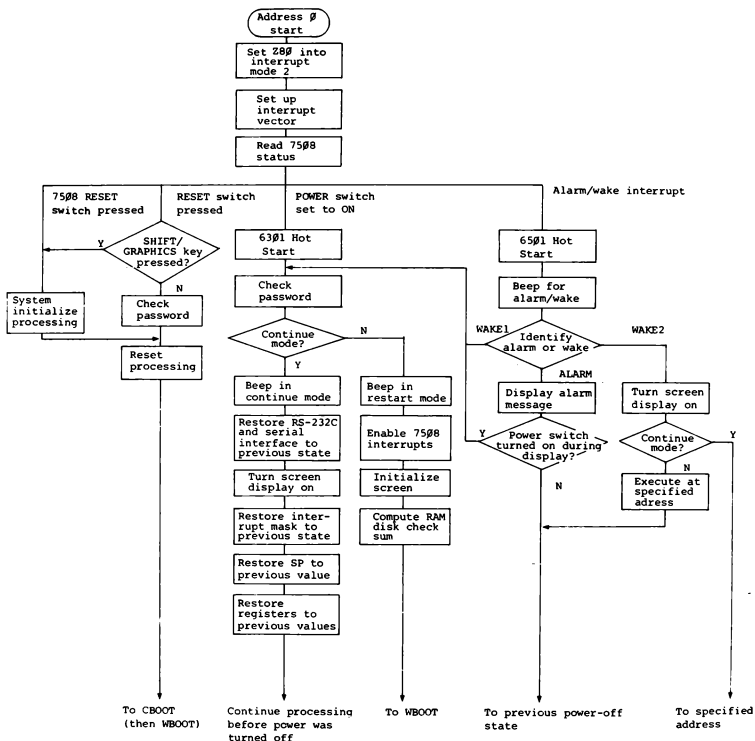 Address Ø
start
Set Z8Ø into
interrupt
mode 2
Set up
interrupt
vector
Read 75Ø8
status
75Ø8 RESET
switch pressed
RESET switch
pressed
POWER switch
set to ON
Alarm/wake interrupt
Y
SHIFT/
GRAPHICS key
pressed?
N
63Ø1 Hot
Start
65Ø1 Hot
Start
System
initialize
processing
Check
password
Check
password
Beep for
alarm/wake
Reset
processing
Continue
mode?
N
Y
WAKE1
Identify
alarm or wake
WAKE2
ALARM
Beep in
continue mode
Beep in
restart mode
Display alarm
message
Turn screen
display on
Restore RS-232C
and serial
interface to
previous state
Enable 75Ø8
interrupts
Y
Power switch
turned on during
display?
N
Continue
mode?
Y
N
Turn screen
display on
Initialize
screen
Execute at
specified
adress
Restore inter-
rupt mask to
previous state
Compute RAM
disk check
sum
Restore SP to
previous value
Restore
registers to
previous values
To CBOOT
(then WBOOT)
Continue processing
before power was
turned off
To WBOOT
To previous power-off
state
To specified
address